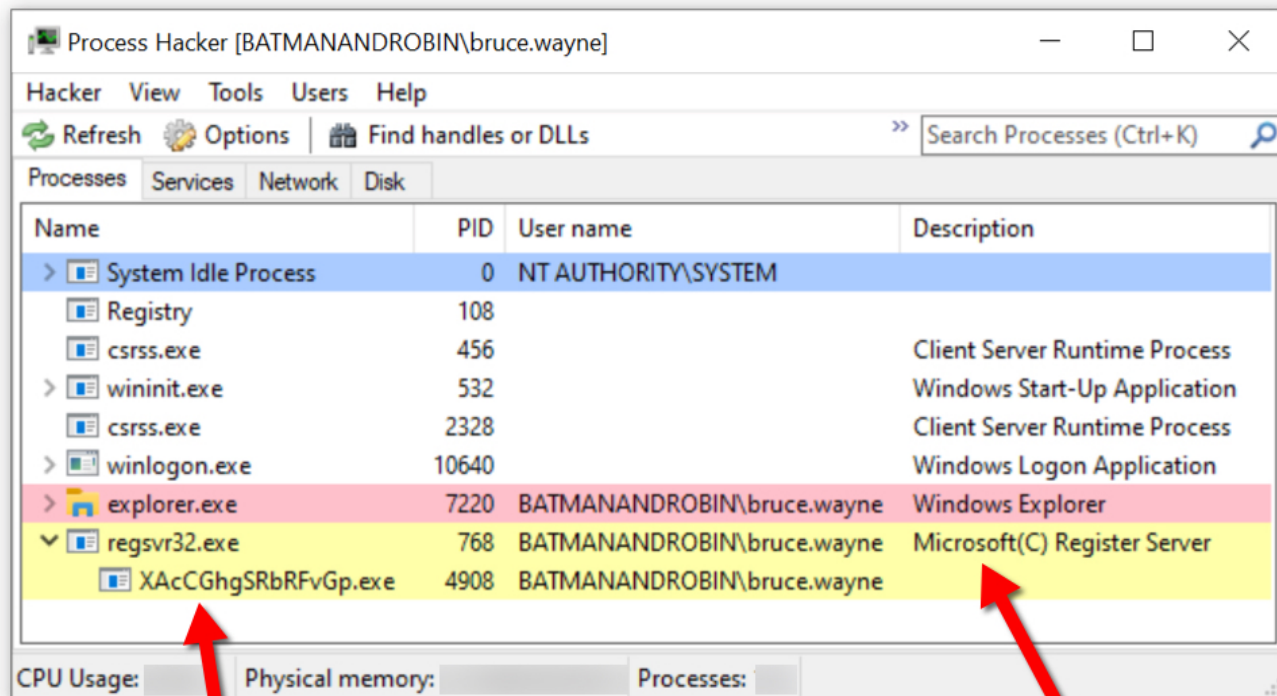 Process Hacker [BATMANANDROBIN\bruce.wayne]
Hacker View Tools Users Help
Refresh Options Find handles or DLLs » Search Processes (Ctrl+K)
Processes Services Network Disk
Name PID User name Description
System Idle Process 0 NT AUTHORITY\SYSTEM
Registry 108
csrss.exe 456 Client Server Runtime Process
wininit.exe 532 Windows Start-Up Application
csrss.exe 2328 Client Server Runtime Process
winlogon.exe 10640 Windows Logon Application
explorer.exe 7220 BATMANANDROBIN\bruce.wayne Windows Explorer
regsvr32.exe 768 BATMANANDROBIN\bruce.wayne Microsoft(C) Register Server
XAcCGhgSRbRFvGp.exe 4908 BATMANANDROBIN\bruce.wayne
CPU Usage: Physical memory: Processes: